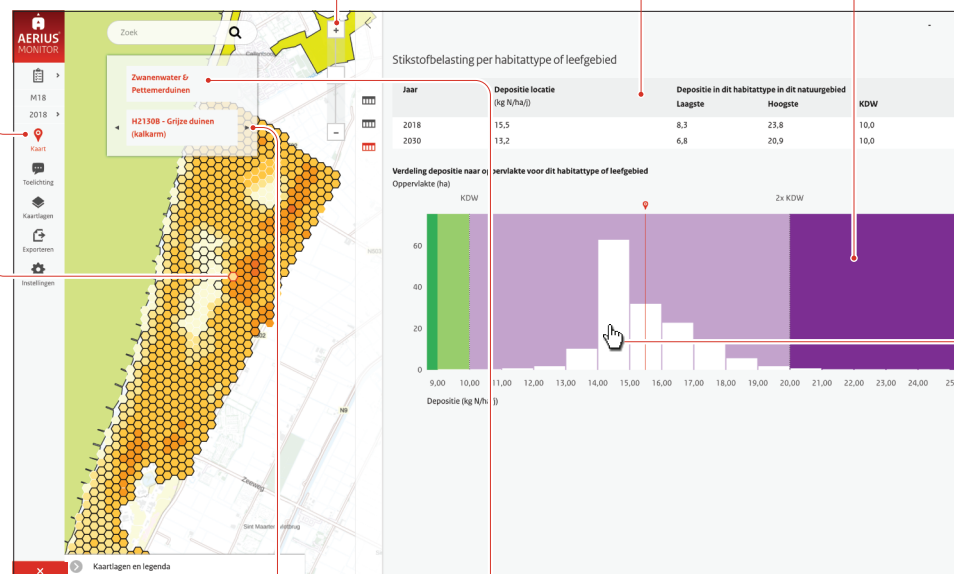 AERIUS
MONITOR
M18
2018
Kaart
Toelichting
Kaartlagen
Exporteren
Instellingen
Zoek
Zwanenwater &
Pettemerduinen
H2130B - Grijze duinen
(kalkarm)
N502
N9
Zeeweg
Kaartlagen en legenda
Stikstofbelasting per habitattype of leefgebied
Jaar Depositie locatie Depositie in dit habitattype in dit natuurgebied
(kg N/ha/j) Laagste Hoogste KDW
2018 15,5 8,3 23,8 10,0
2030 13,2 6,8 20,9 10,0
Verdeling depositie naar oppervlakte voor dit habitattype of leefgebied
Oppervlakte (ha)
KDW 2x KDW
60
40
20
0
9,00 10,00 11,00 12,00 13,00 14,00 15,00 16,00 17,00 18,00 19,00 20,00 21,00 22,00 23,00 24,00 25
Depositie (kg N/ha/j)